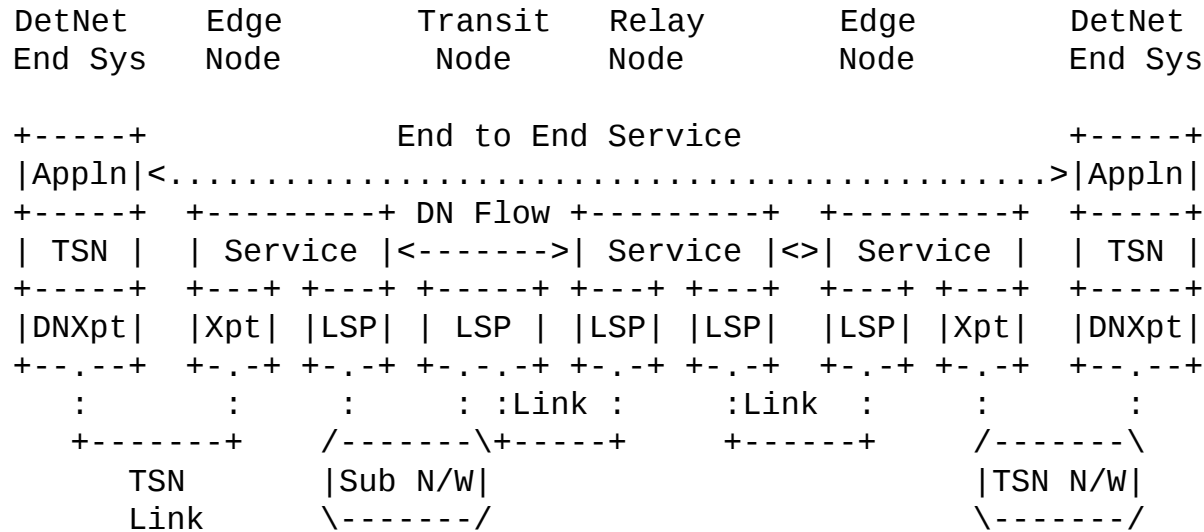 DetNet Edge Transit Relay Edge DetNet
End Sys Node Node Node Node End Sys
+-----+ End to End Service +-----+
|Appln|<...............................................>|Appln|
+-----+ +---------+ DN Flow +---------+ +---------+ +-----+
| TSN | | Service |<------->| Service |<>| Service | | TSN |
+-----+ +---+ +---+ +-----+ +---+ +---+ +---+ +---+ +-----+
|DNXpt| |Xpt| |LSP| | LSP | |LSP| |LSP| |LSP| |Xpt| |DNXpt|
+--.--+ +-.-+ +-.-+ +-.-.-+ +-.-+ +-.-+ +-.-+ +-.-+ +--.--+
: : : : :Link : :Link : : :
+-------+ /-------\+-----+ +------+ /-------\
TSN |Sub N/W| |TSN N/W|
Link \-------/ \-------/